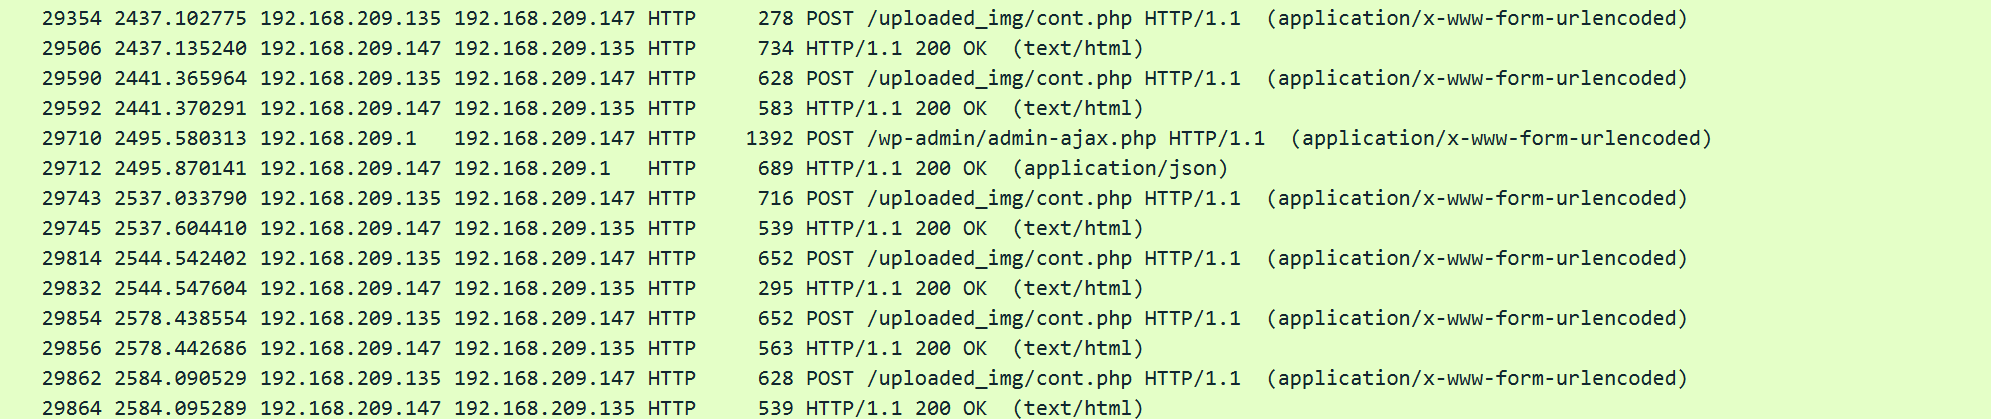 29354 2437.102775 192.168.209.135 192.168.209.147 HTTP 278 POST /uploaded_img/cont.php HTTP/1.1 (application/x-www-form-urlencoded)
29506 2437.135240 192.168.209.147 192.168.209.135 HTTP 734 HTTP/1.1 200 OK (text/html)
29590 2441.365964 192.168.209.135 192.168.209.147 HTTP 628 POST /uploaded_img/cont.php HTTP/1.1 (application/x-www-form-urlencoded)
29592 2441.370291 192.168.209.147 192.168.209.135 HTTP 583 HTTP/1.1 200 OK (text/html)
29710 2495.580313 192.168.209.1 192.168.209.147 HTTP 1392 POST /wp-admin/admin-ajax.php HTTP/1.1 (application/x-www-form-urlencoded)
29712 2495.870141 192.168.209.147 192.168.209.1 HTTP 689 HTTP/1.1 200 OK (application/json)
29743 2537.033790 192.168.209.135 192.168.209.147 HTTP 716 POST /uploaded_img/cont.php HTTP/1.1 (application/x-www-form-urlencoded)
29745 2537.604410 192.168.209.147 192.168.209.135 HTTP 539 HTTP/1.1 200 OK (text/html)
29814 2544.542402 192.168.209.135 192.168.209.147 HTTP 652 POST /uploaded_img/cont.php HTTP/1.1 (application/x-www-form-urlencoded)
29832 2544.547604 192.168.209.147 192.168.209.135 HTTP 295 HTTP/1.1 200 OK (text/html)
29854 2578.438554 192.168.209.135 192.168.209.147 HTTP 652 POST /uploaded_img/cont.php HTTP/1.1 (application/x-www-form-urlencoded)
29856 2578.442686 192.168.209.147 192.168.209.135 HTTP 563 HTTP/1.1 200 OK (text/html)
29862 2584.090529 192.168.209.135 192.168.209.147 HTTP 628 POST /uploaded_img/cont.php HTTP/1.1 (application/x-www-form-urlencoded)
29864 2584.095289 192.168.209.147 192.168.209.135 HTTP 539 HTTP/1.1 200 OK (text/html)